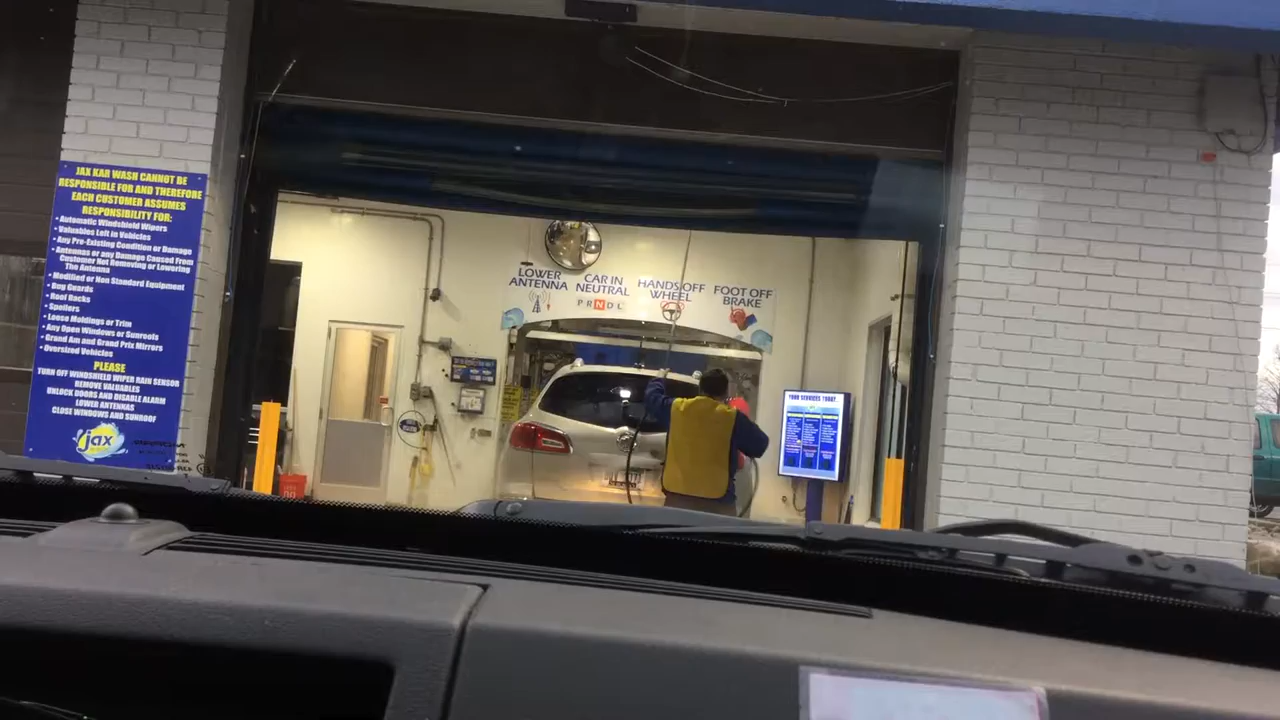 JAX KAR WASH CANNOT BE
RESPONSIBLE FOR AND THEREFORE
EACH CUSTOMER ASSUMES
RESPONSIBILITY FOR:
• Automatic Windshield Wipers
• Valuables Left in Vehicles
• Any Pre-Existing Condition or Damage
• Antennas or any Damage Caused From
Customer Not Removing or Lowering
The Antenna
• Modified or Non Standard Equipment
• Bug Guards
• Roof Racks
• Spoilers
• Loose Moldings or Trim
• Any Open Windows or Sunroofs
• Grand Am and Grand Prix Mirrors
• Oversized Vehicles
PLEASE
TURN OFF WINDSHIELD WIPER RAIN SENSOR
REMOVE VALUABLES
UNLOCK DOORS AND DISABLE ALARM
LOWER ANTENNAS
CLOSE WINDOWS AND SUNROOF
jax
LOWER
ANTENNA
CAR IN
NEUTRAL
P R N D L
HANDS OFF
WHEEL
FOOT OFF
BRAKE
YOUR SERVICES TODAY